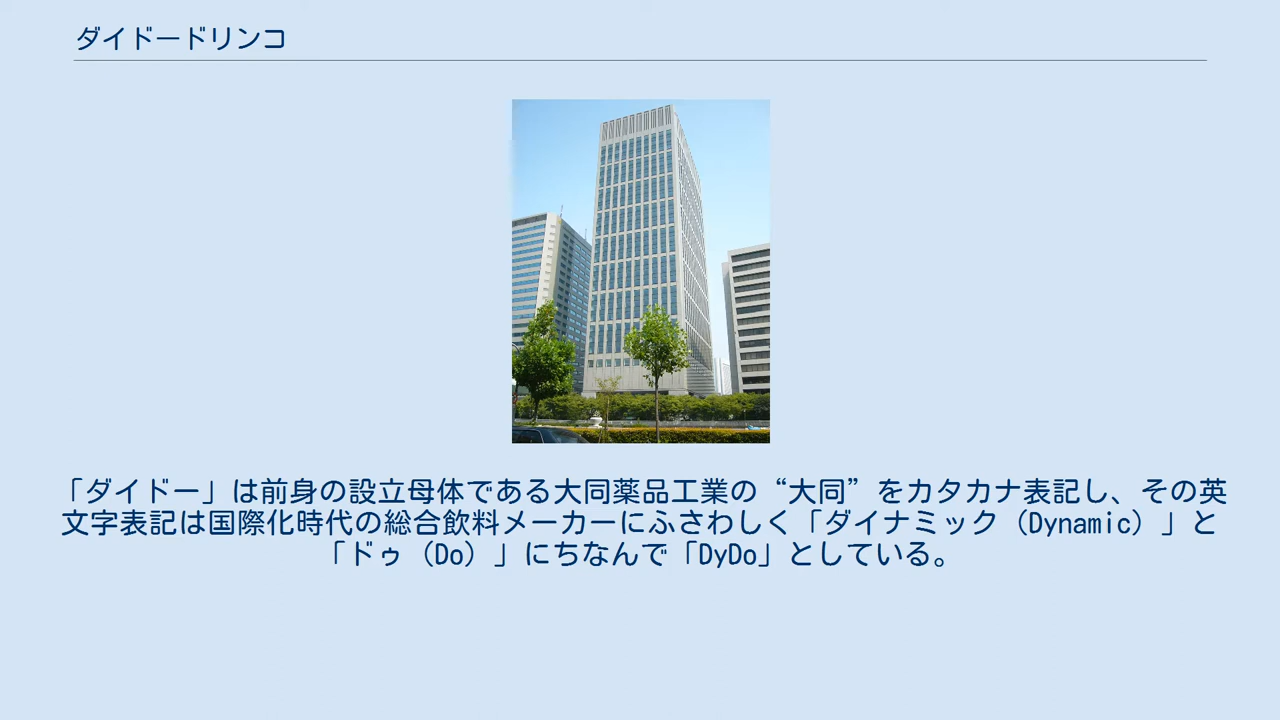 ダイドードリンコ
「ダイドー」は前身の設立母体である大同薬品工業の“大同”をカタカナ表記し、その英
文字表記は国際化時代の総合飲料メーカーにふさわしく「ダイナミック（Dynamic）」と
「ドゥ（Do）」にちなんで「DyDo」としている。